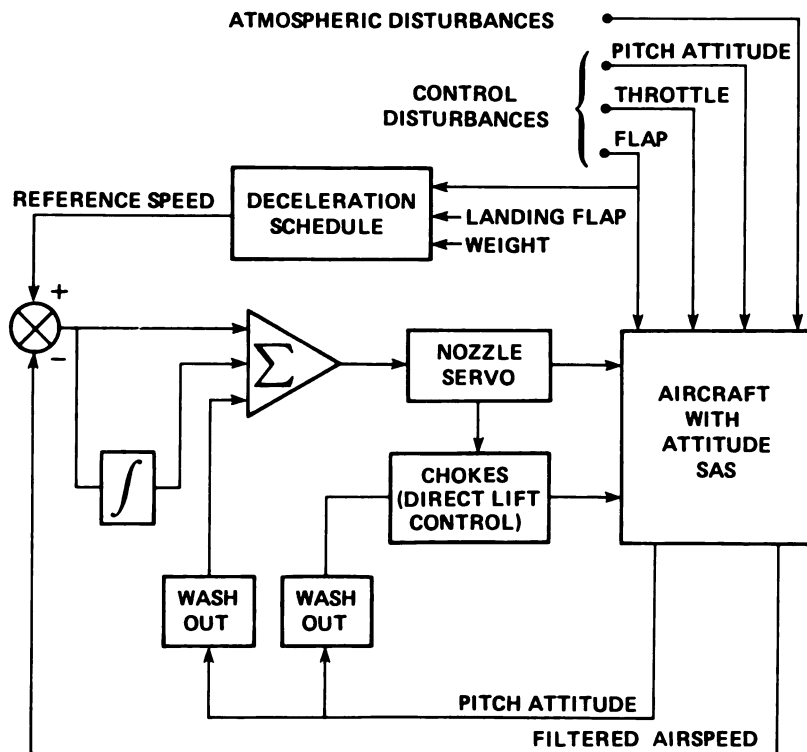 ATMOSPHERIC DISTURBANCES
PITCH ATTITUDE
CONTROL
DISTURBANCES
THROTTLE
FLAP
REFERENCE SPEED
DECELERATION
SCHEDULE
LANDING FLAP
WEIGHT
+
−
Σ
NOZZLE
SERVO
AIRCRAFT
WITH
ATTITUDE
SAS
∫
CHOKES
(DIRECT LIFT
CONTROL)
WASH
OUT
WASH
OUT
PITCH ATTITUDE
FILTERED AIRSPEED